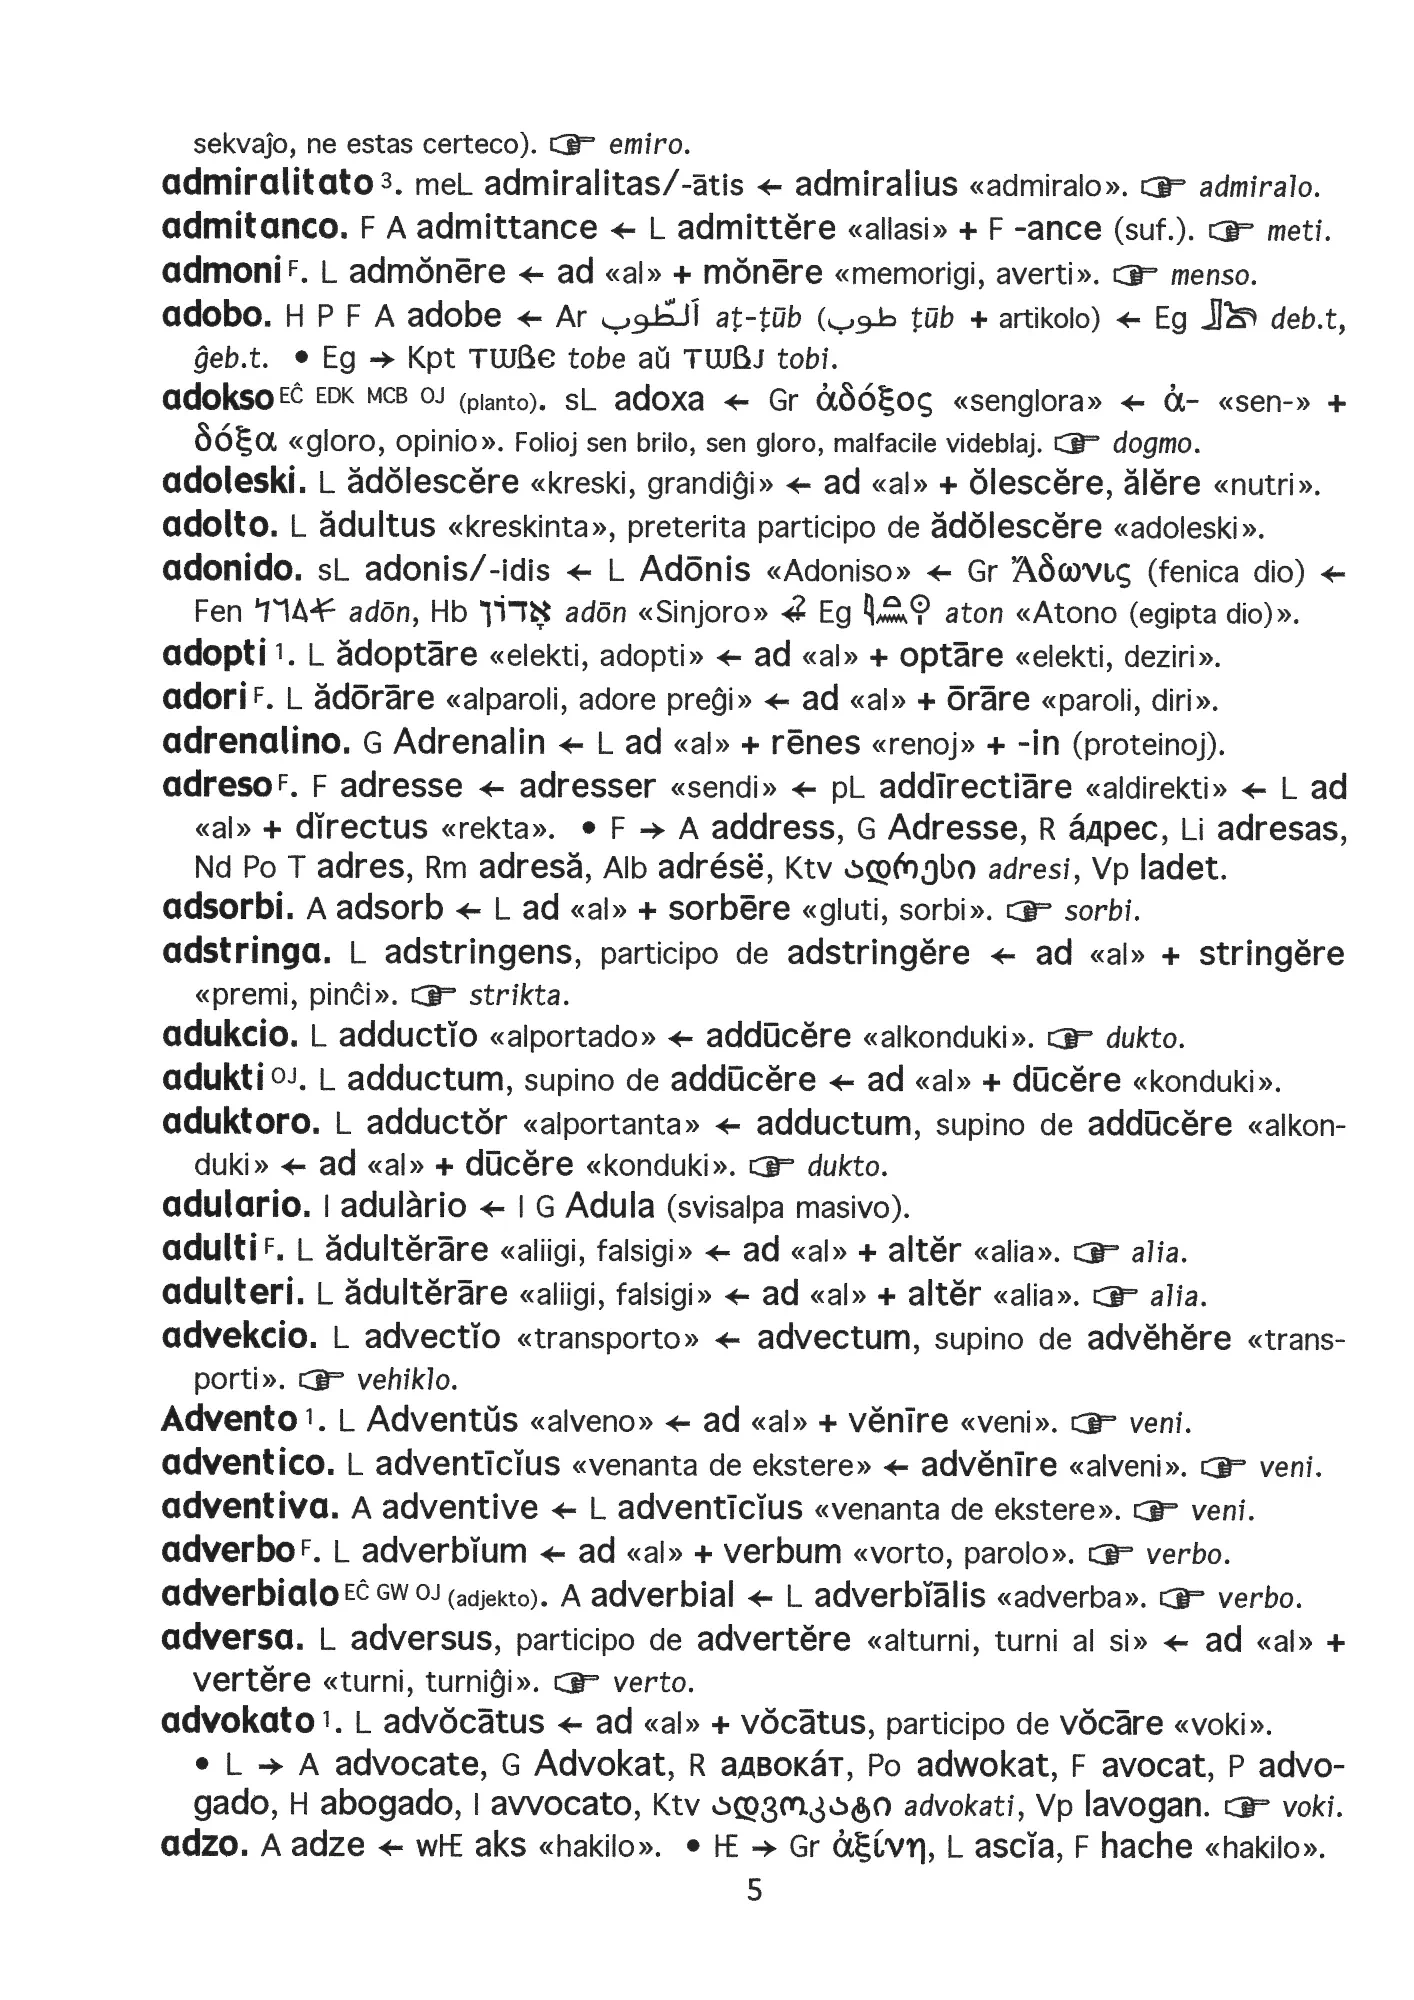 sekvaĵo, ne estas certeco). ☞ emiro.
admiralitato 3. meL admiralitas/-ātis ← admiralius «admiralo». ☞ admiralo.
admitanco. F A admittance ← L admittĕre «allasi» + F -ance (suf.). ☞ meti.
admoni F. L admŏnēre ← ad «al» + mŏnēre «memorigi, averti». ☞ menso.
adobo. H P F A adobe ← Ar اَلطُّوب aṭ-ṭūb (طوب ṭūb + artikolo) ← Eg deb.t,
ĝeb.t. • Eg → Kpt ⲧⲱⲃⲉ tobe aŭ ⲧⲱⲃⲓ tobi.
adokso EĈ EDK MCB OJ (planto). sL adoxa ← Gr ἀδόξος «senglora» ← ἀ- «sen-» +
δόξα «gloro, opinio». Folioj sen brilo, sen gloro, malfacile videblaj. ☞ dogmo.
adoleski. L ădŏlescĕre «kreski, grandiĝi» ← ad «al» + ŏlescĕre, ălĕre «nutri».
adolto. L ădultus «kreskinta», preterita participo de ădŏlescĕre «adoleski».
adonido. sL adonis/-idis ← L Adōnis «Adoniso» ← Gr Ἄδωνις (fenica dio) ←
Fen 𐤀𐤃𐤍 adōn, Hb אָדוֹן adōn «Sinjoro» Eg aton «Atono (egipta dio)».
adopti 1. L ădoptāre «elekti, adopti» ← ad «al» + optāre «elekti, deziri».
adori F. L ădōrāre «alparoli, adore preĝi» ← ad «al» + ōrāre «paroli, diri».
adrenalino. G Adrenalin ← L ad «al» + rēnes «renoj» + -in (proteinoj).
adreso F. F adresse ← adresser «sendi» ← pL addīrectiāre «aldirekti» ← L ad
«al» + dĭrectus «rekta». • F → A address, G Adresse, R áдрес, Li adresas,
Nd Po T adres, Rm adresă, Alb adrésë, Ktv ადრესი adresi, Vp ladet.
adsorbi. A adsorb ← L ad «al» + sorbēre «gluti, sorbi». ☞ sorbi.
adstringa. L adstringens, participo de adstringĕre ← ad «al» + stringĕre
«premi, pinĉi». ☞ strikta.
adukcio. L adductĭo «alportado» ← addūcĕre «alkonduki». ☞ dukto.
adukti OJ. L adductum, supino de addūcĕre ← ad «al» + dūcĕre «konduki».
aduktoro. L adductŏr «alportanta» ← adductum, supino de addūcĕre «alkon-
duki» ← ad «al» + dūcĕre «konduki». ☞ dukto.
adulario. I adulàrio ← I G Adula (svisalpa masivo).
adulti F. L ădultĕrāre «aliigi, falsigi» ← ad «al» + altĕr «alia». ☞ alia.
adulteri. L ădultĕrāre «aliigi, falsigi» ← ad «al» + altĕr «alia». ☞ alia.
advekcio. L advectĭo «transporto» ← advectum, supino de advĕhĕre «trans-
porti». ☞ vehiklo.
Advento 1. L Adventŭs «alveno» ← ad «al» + vĕnīre «veni». ☞ veni.
adventico. L adventīcĭus «venanta de ekstere» ← advĕnīre «alveni». ☞ veni.
adventiva. A adventive ← L adventīcĭus «venanta de ekstere». ☞ veni.
adverbo F. L adverbĭum ← ad «al» + verbum «vorto, parolo». ☞ verbo.
adverbialo EĈ GW OJ (adjekto). A adverbial ← L adverbĭālis «adverba». ☞ verbo.
adversa. L adversus, participo de advertĕre «alturni, turni al si» ← ad «al» +
vertĕre «turni, turniĝi». ☞ verto.
advokato 1. L advŏcātus ← ad «al» + vŏcātus, participo de vŏcāre «voki».
• L → A advocate, G Advokat, R адвокáт, Po adwokat, F avocat, P advo-
gado, H abogado, I avvocato, Ktv ადვოკატი advokati, Vp lavogan. ☞ voki.
adzo. A adze ← wIE aks «hakilo». • IE → Gr ἀξίνη, L ascĭa, F hache «hakilo».
5